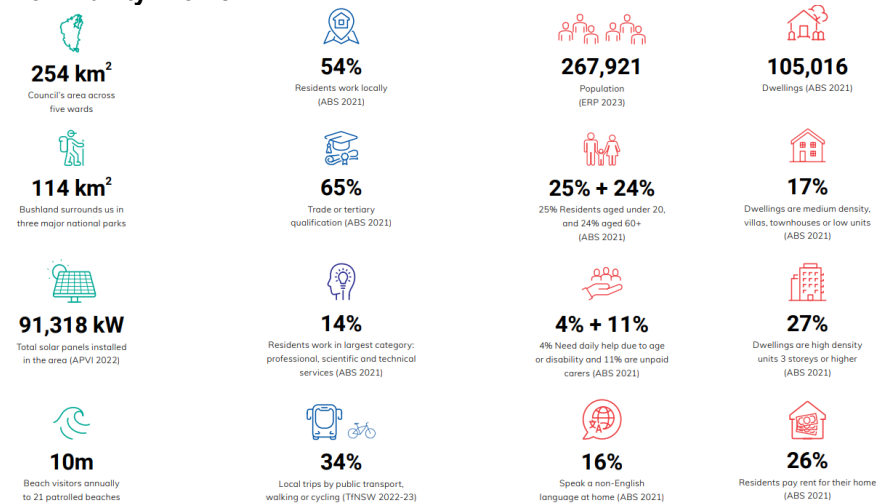 254 km²
Council's area across
five wards
54%
Residents work locally
(ABS 2021)
267,921
Population
(ERP 2023)
105,016
Dwellings (ABS 2021)
114 km²
Bushland surrounds us in
three major national parks
65%
Trade or tertiary
qualification (ABS 2021)
25% + 24%
25% Residents aged under 20,
and 24% aged 60+
(ABS 2021)
17%
Dwellings are medium density,
villas, townhouses or low units
(ABS 2021)
91,318 kW
Total solar panels installed
in the area (APVI 2022)
14%
Residents work in largest category:
professional, scientific and technical
services (ABS 2021)
4% + 11%
4% Need daily help due to age
or disability and 11% are unpaid
carers (ABS 2021)
27%
Dwellings are high density
units 3 storeys or higher
(ABS 2021)
10m
Beach visitors annually
to 21 patrolled beaches
34%
Local trips by public transport,
walking or cycling (TfNSW 2022-23)
16%
Speak a non-English
language at home (ABS 2021)
26%
Residents pay rent for their home
(ABS 2021)